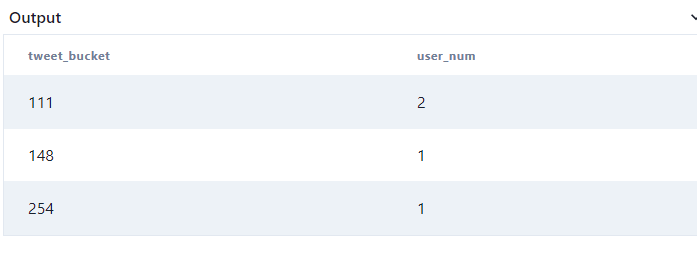 Output
tweet_bucket user_num
111 2
148 1
254 1